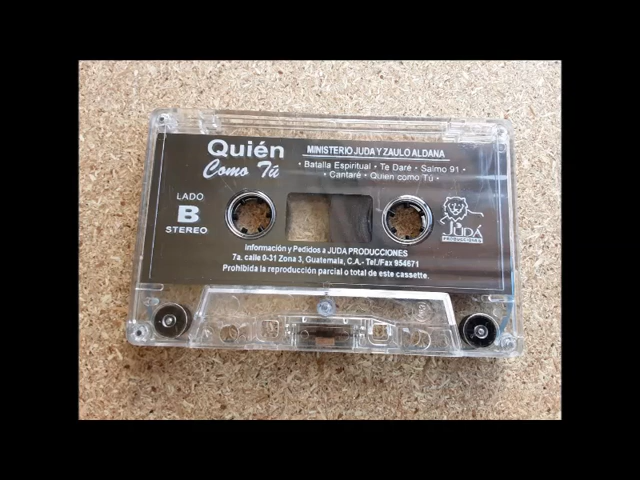 Quién
Como Tú
MINISTERIO JUDA Y ZAULO ALDANA
• Batalla Espiritual • Te Daré • Salmo 91 •
• Cantaré • Quien como Tú •
LADO
B
STEREO
JUDÁ
PRODUCCIONES
Información y Pedidos a JUDA PRODUCCIONES
7a. calle 0-31 Zona 3, Guatemala, C.A.- Tel./Fax 954671
Prohibida la reproducción parcial o total de este cassette.